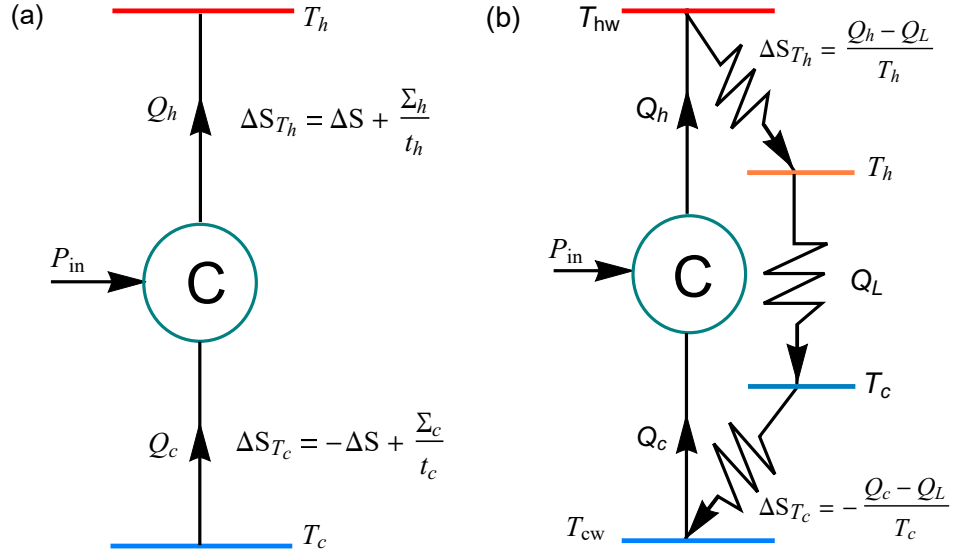 (a)
T_h
Q_h
ΔS_{T_h} = ΔS + Σ_h / t_h
P_in
C
Q_c
ΔS_{T_c} = −ΔS + Σ_c / t_c
T_c
(b)
T_hw
ΔS_{T_h} = (Q_h − Q_L) / T_h
Q_h
T_h
P_in
C
Q_L
T_c
Q_c
ΔS_{T_c} = − (Q_c − Q_L) / T_c
T_cw